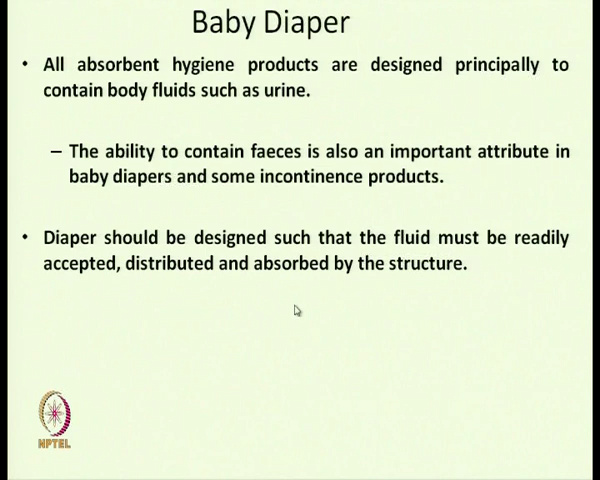 Baby Diaper
• All absorbent hygiene products are designed principally to
contain body fluids such as urine.
– The ability to contain faeces is also an important attribute in
baby diapers and some incontinence products.
• Diaper should be designed such that the fluid must be readily
accepted, distributed and absorbed by the structure.
NPTEL